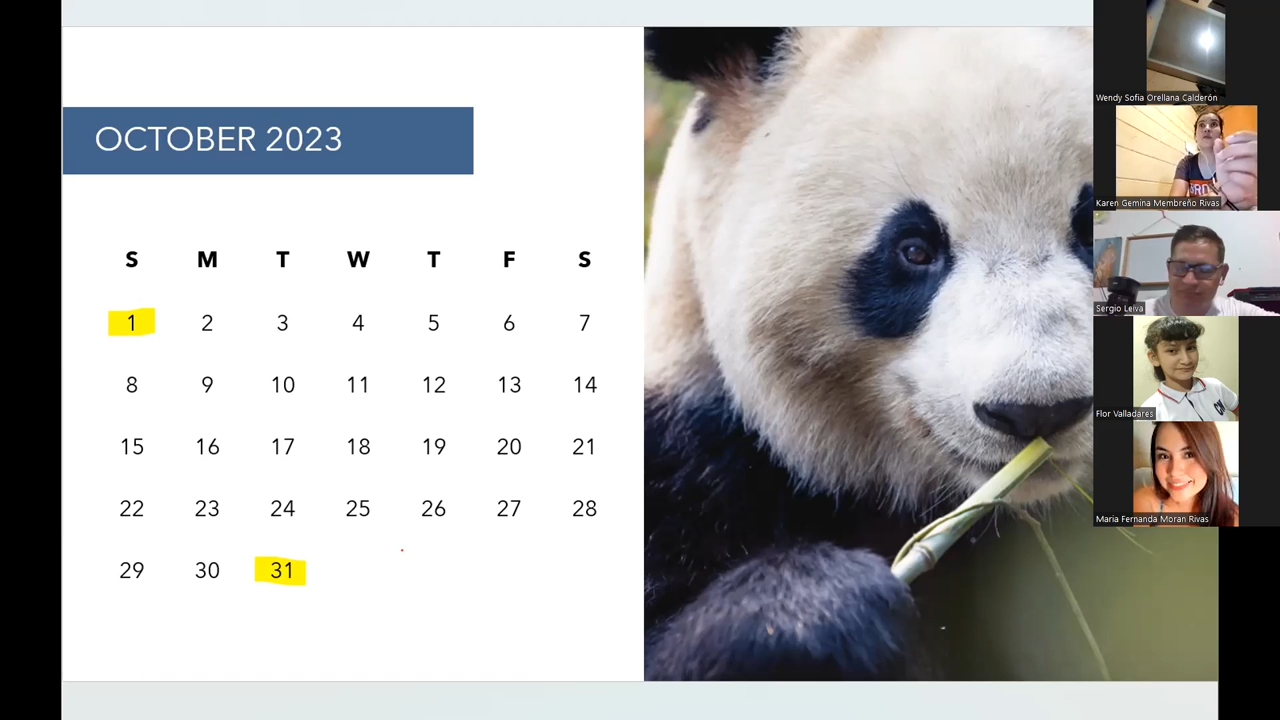 OCTOBER 2023
S M T W T F S
1 2 3 4 5 6 7
8 9 10 11 12 13 14
15 16 17 18 19 20 21
22 23 24 25 26 27 28
29 30 31
Wendy Sofia Orellana Calderón
Karen Gemina Membreño Rivas
Sergio Leiva
Flor Valladares
Maria Fernanda Moran Rivas